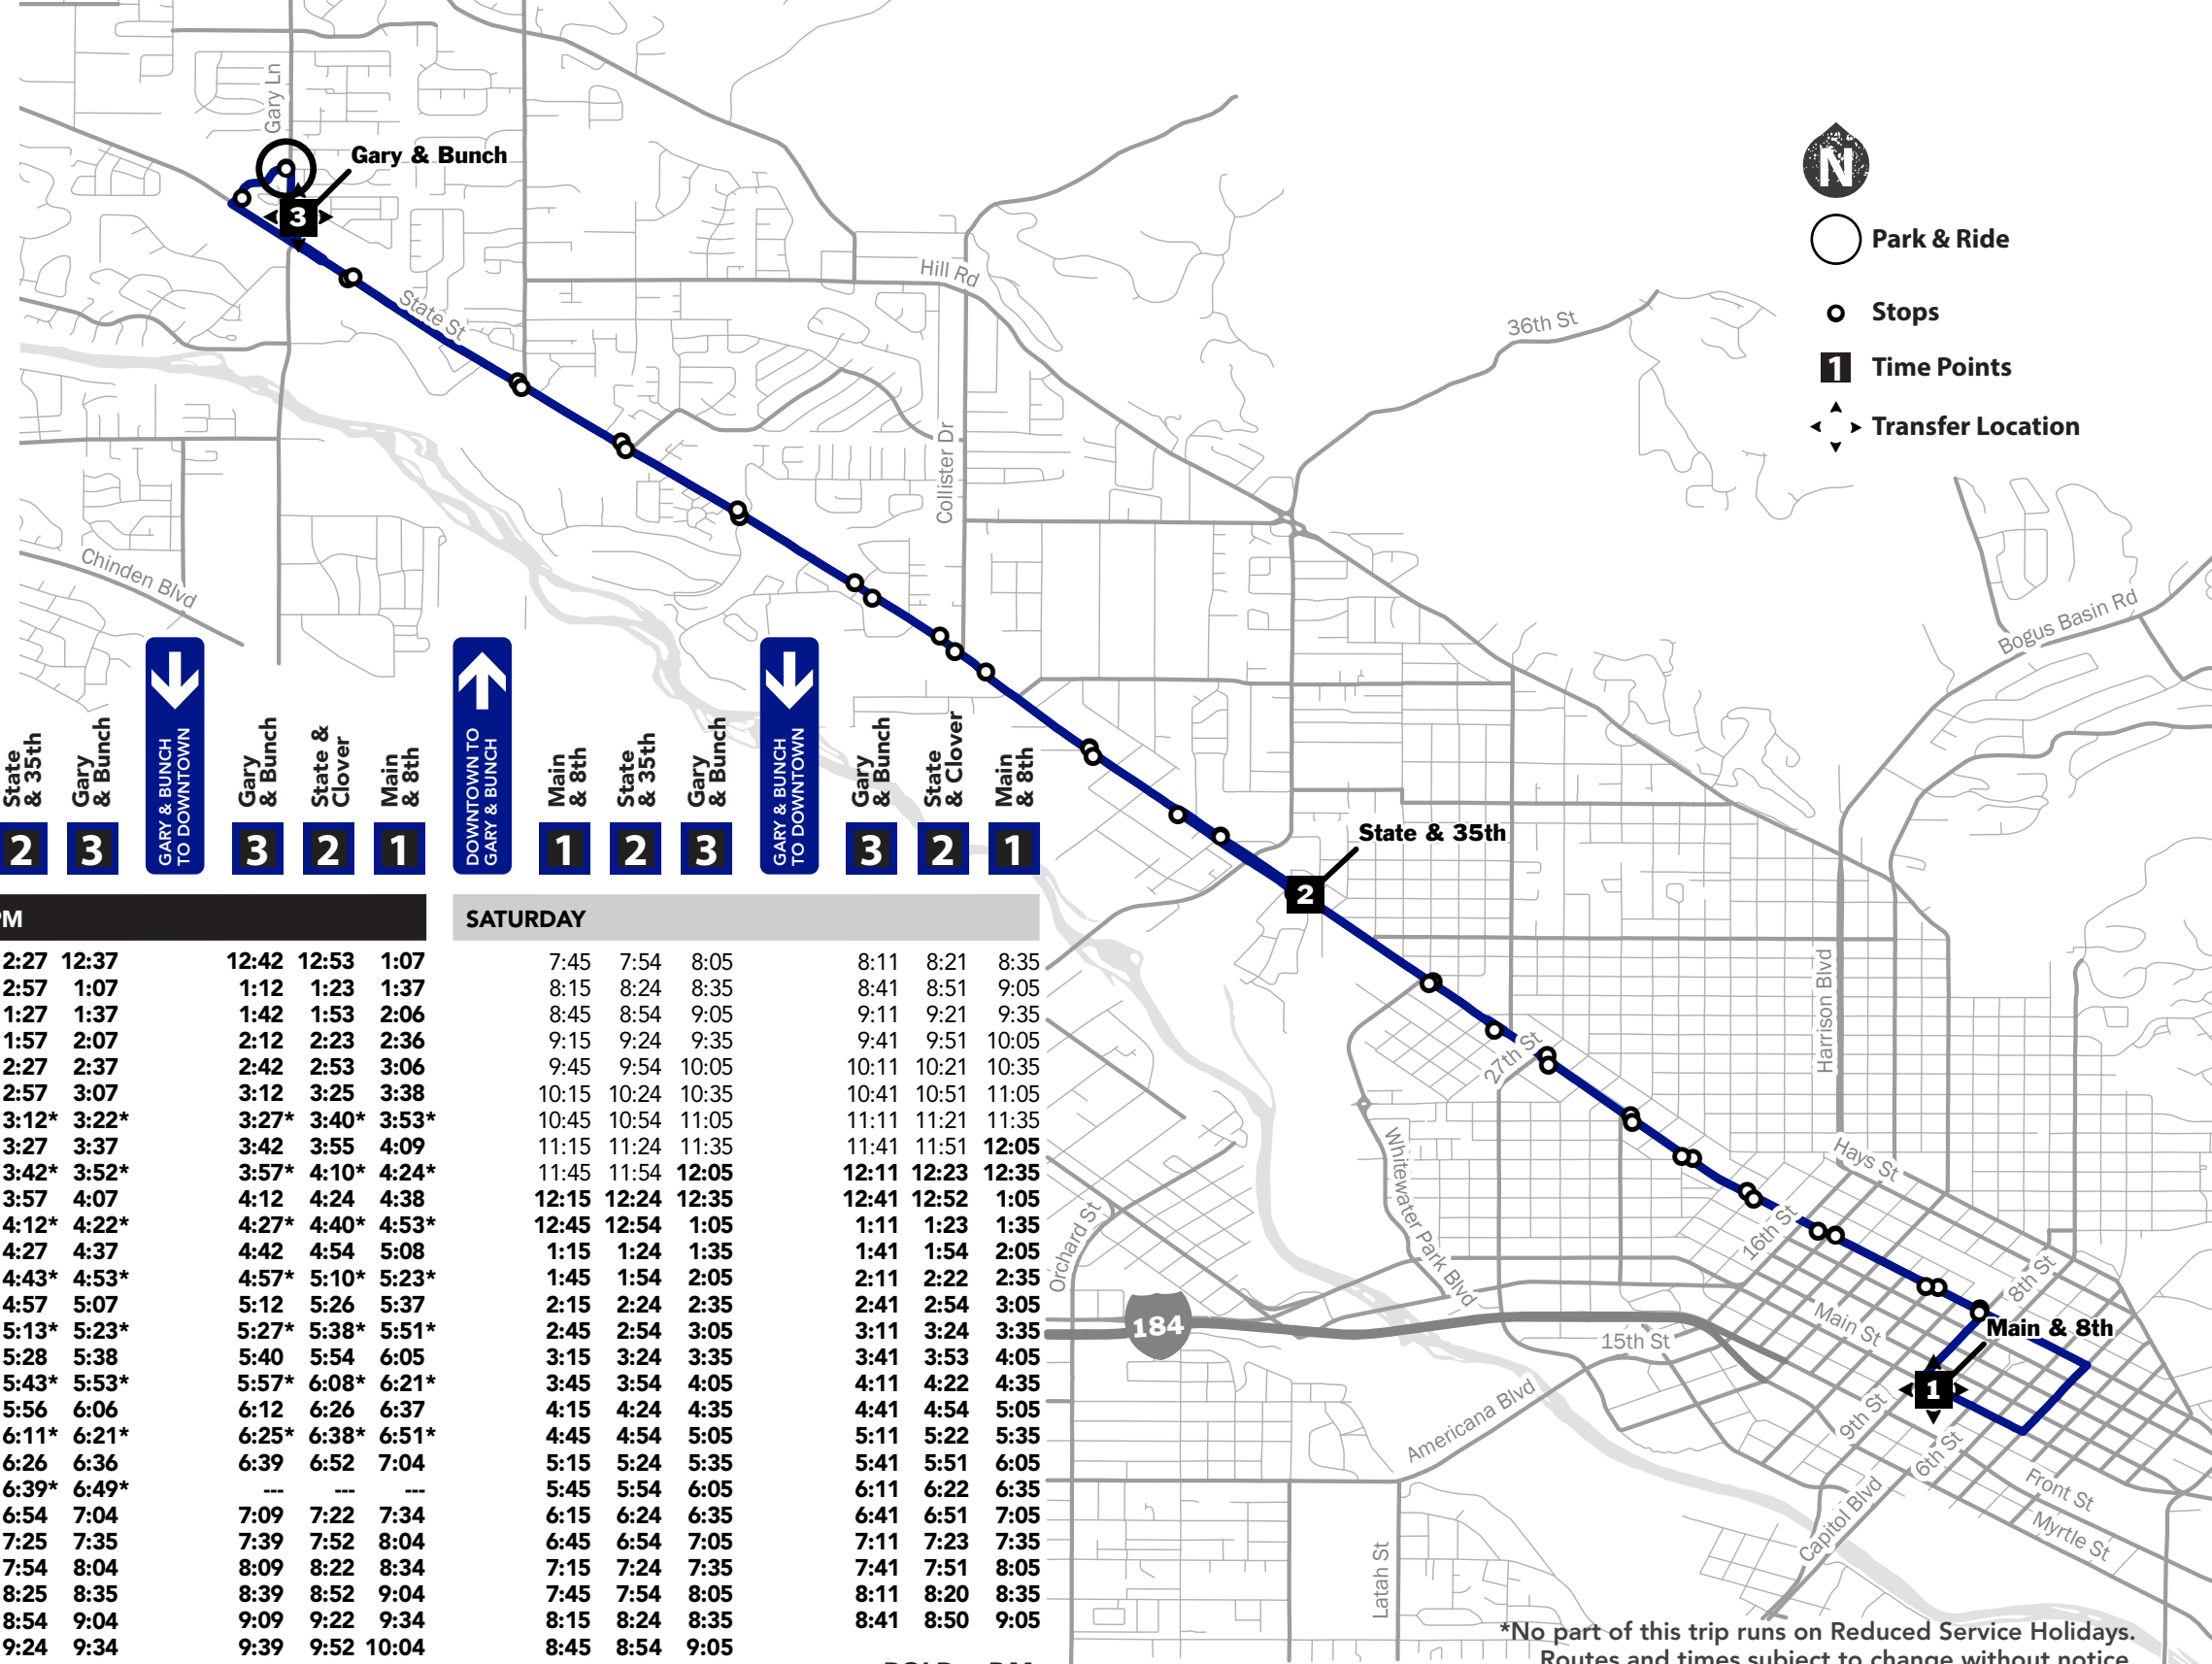 Gary Ln
Gary & Bunch
3
State St
Hill Rd
Collister Dr
36th St
Chinden Blvd
Bogus Basin Rd
N
Park & Ride
Stops
1 Time Points
Transfer Location
State & 35th
2
27th St
Harrison Blvd
Hays St
Whitewater Park Blvd
Orchard St
184
16th St
8th St
Main St
15th St
Main & 8th
1
9th St
6th St
Americana Blvd
Capitol Blvd
Front St
Myrtle St
Latah St
State & 35th
Gary & Bunch
GARY & BUNCH TO DOWNTOWN
Gary & Bunch
State & Clover
Main & 8th
DOWNTOWN TO GARY & BUNCH
Main & 8th
State & 35th
Gary & Bunch
GARY & BUNCH TO DOWNTOWN
Gary & Bunch
State & Clover
Main & 8th
2 3 3 2 1 1 2 3 3 2 1
PM SATURDAY
2:27 12:37 12:42 12:53 1:07 7:45 7:54 8:05 8:11 8:21 8:35
2:57 1:07 1:12 1:23 1:37 8:15 8:24 8:35 8:41 8:51 9:05
1:27 1:37 1:42 1:53 2:06 8:45 8:54 9:05 9:11 9:21 9:35
1:57 2:07 2:12 2:23 2:36 9:15 9:24 9:35 9:41 9:51 10:05
2:27 2:37 2:42 2:53 3:06 9:45 9:54 10:05 10:11 10:21 10:35
2:57 3:07 3:12 3:25 3:38 10:15 10:24 10:35 10:41 10:51 11:05
3:12* 3:22* 3:27* 3:40* 3:53* 10:45 10:54 11:05 11:11 11:21 11:35
3:27 3:37 3:42 3:55 4:09 11:15 11:24 11:35 11:41 11:51 12:05
3:42* 3:52* 3:57* 4:10* 4:24* 11:45 11:54 12:05 12:11 12:23 12:35
3:57 4:07 4:12 4:24 4:38 12:15 12:24 12:35 12:41 12:52 1:05
4:12* 4:22* 4:27* 4:40* 4:53* 12:45 12:54 1:05 1:11 1:23 1:35
4:27 4:37 4:42 4:54 5:08 1:15 1:24 1:35 1:41 1:54 2:05
4:43* 4:53* 4:57* 5:10* 5:23* 1:45 1:54 2:05 2:11 2:22 2:35
4:57 5:07 5:12 5:26 5:37 2:15 2:24 2:35 2:41 2:54 3:05
5:13* 5:23* 5:27* 5:38* 5:51* 2:45 2:54 3:05 3:11 3:24 3:35
5:28 5:38 5:40 5:54 6:05 3:15 3:24 3:35 3:41 3:53 4:05
5:43* 5:53* 5:57* 6:08* 6:21* 3:45 3:54 4:05 4:11 4:22 4:35
5:56 6:06 6:12 6:26 6:37 4:15 4:24 4:35 4:41 4:54 5:05
6:11* 6:21* 6:25* 6:38* 6:51* 4:45 4:54 5:05 5:11 5:22 5:35
6:26 6:36 6:39 6:52 7:04 5:15 5:24 5:35 5:41 5:51 6:05
6:39* 6:49* --- --- --- 5:45 5:54 6:05 6:11 6:22 6:35
6:54 7:04 7:09 7:22 7:34 6:15 6:24 6:35 6:41 6:51 7:05
7:25 7:35 7:39 7:52 8:04 6:45 6:54 7:05 7:11 7:23 7:35
7:54 8:04 8:09 8:22 8:34 7:15 7:24 7:35 7:41 7:51 8:05
8:25 8:35 8:39 8:52 9:04 7:45 7:54 8:05 8:11 8:20 8:35
8:54 9:04 9:09 9:22 9:34 8:15 8:24 8:35 8:41 8:50 9:05
9:24 9:34 9:39 9:52 10:04 8:45 8:54 9:05
*No part of this trip runs on Reduced Service Holidays.
Routes and times subject to change without notice